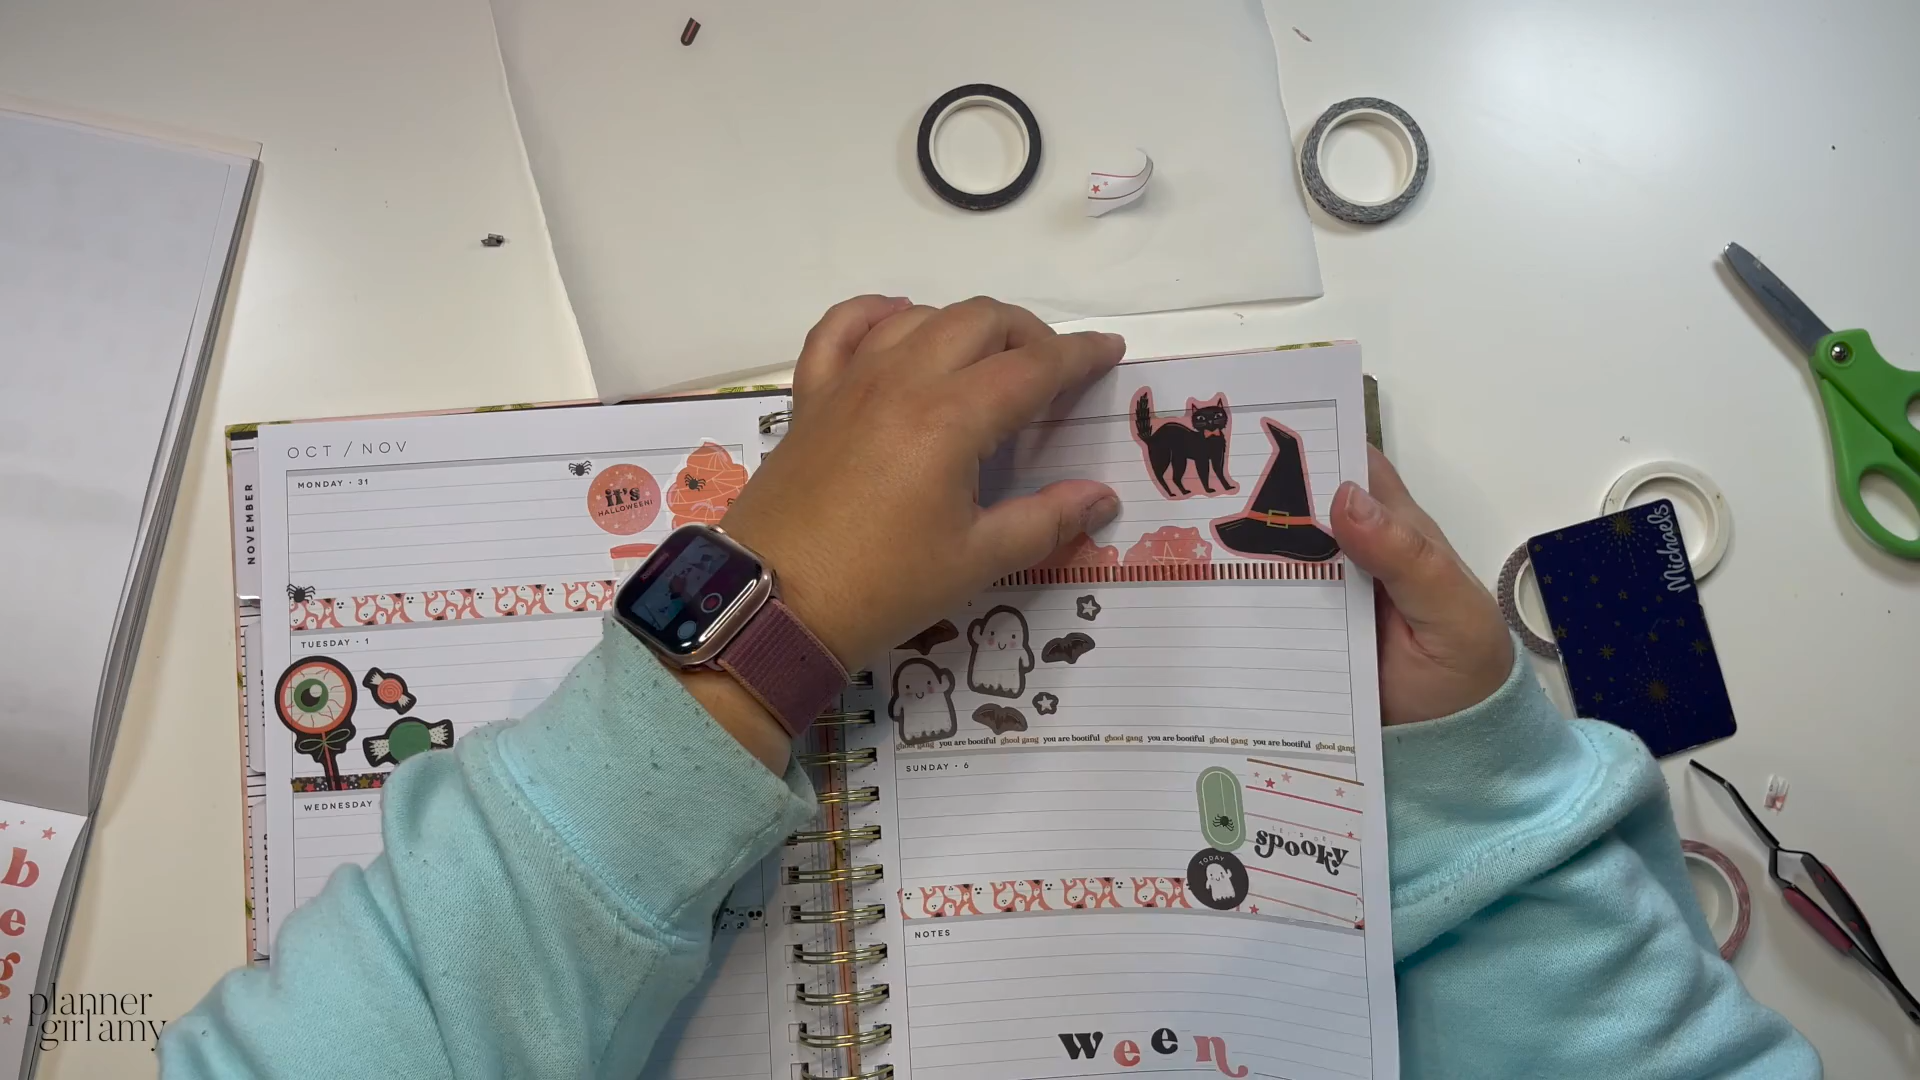 OCT / NOV
NOVEMBER
MONDAY • 31
it's
HALLOWEEN!
TUESDAY • 1
WEDNESDAY
ghoul gang you are bootiful ghoul gang you are bootiful ghoul gang you are bootiful ghoul gang you are bootiful ghoul gang
SUNDAY • 6
LET'S BE
spooky
TODAY
NOTES
ween
Michaels
b
e
g
planner
girl amy